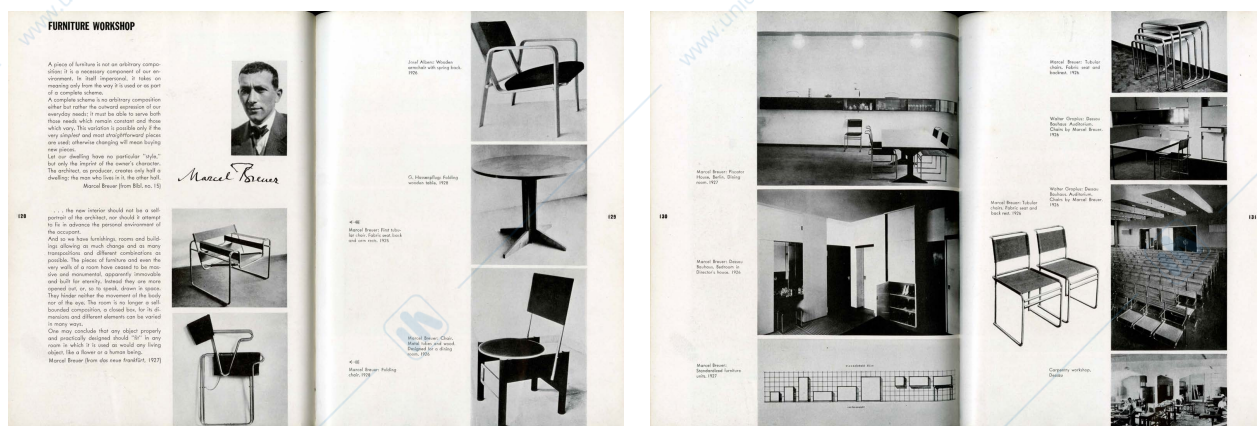 FURNITURE WORKSHOP
A piece of furniture is not an arbitrary compo-
sition: it is a necessary component of our en-
vironment. In itself impersonal, it takes on
meaning only from the way it is used or as part
of a complete scheme.
A complete scheme is no arbitrary composition
either but rather the outward expression of our
everyday needs; it must be able to serve both
those needs which remain constant and those
which vary. This variation is possible only if the
very simplest and most straightforward pieces
are used; otherwise changing will mean buying
new pieces.
Let our dwelling have no particular "style,"
but only the imprint of the owner's character.
The architect, as producer, creates only half a
dwelling; the man who lives in it, the other half.
Marcel Breuer (from Bibl. no. 15)
Marcel Breuer
. . . the new interior should not be a self-
portrait of the architect, nor should it attempt
to fix in advance the personal environment of
the occupant.
And so we have furnishings, rooms and build-
ings allowing as much change and as many
transpositions and different combinations as
possible. The pieces of furniture and even the
very walls of a room have ceased to be mas-
sive and monumental, apparently immovable
and built for eternity. Instead they are more
opened out, or, so to speak, drawn in space.
They hinder neither the movement of the body
nor of the eye. The room is no longer a self-
bounded composition, a closed box, for its di-
mensions and different elements can be varied
in many ways.
One may conclude that any object properly
and practically designed should "fit" in any
room in which it is used as would any living
object, like a flower or a human being.
Marcel Breuer (from das neue Frankfurt, 1927)
128
Josef Albers: Wooden
armchair with spring back.
1926
Folding
wooden table, 1928
Marcel Breuer: First tubu-
lar chair. Fabric seat, back
and arm rests, 1925
Marcel Breuer: Chair.
Metal tubes and wood.
Designed for a dining
room, 1926
Marcel Breuer: Folding
chair, 1928
129
130
Marcel Breuer: Piscator
House, Berlin. Dining
room. 1927
Marcel Breuer: Dessau
Bauhaus. Bedroom in
Director's house. 1926
Marcel Breuer:
Standardized furniture
units, 1927
Marcel Breuer: Tubular
chairs. Fabric seat and
backrest. 1926
Walter Gropius: Dessau
Bauhaus Auditorium.
Chairs by Marcel Breuer.
1926
Walter Gropius: Dessau
Bauhaus Auditorium.
Chairs by Marcel Breuer.
1926
Marcel Breuer: Tubular
chairs. Fabric seat and
back rest. 1926
131
Carpentry workshop,
Dessau